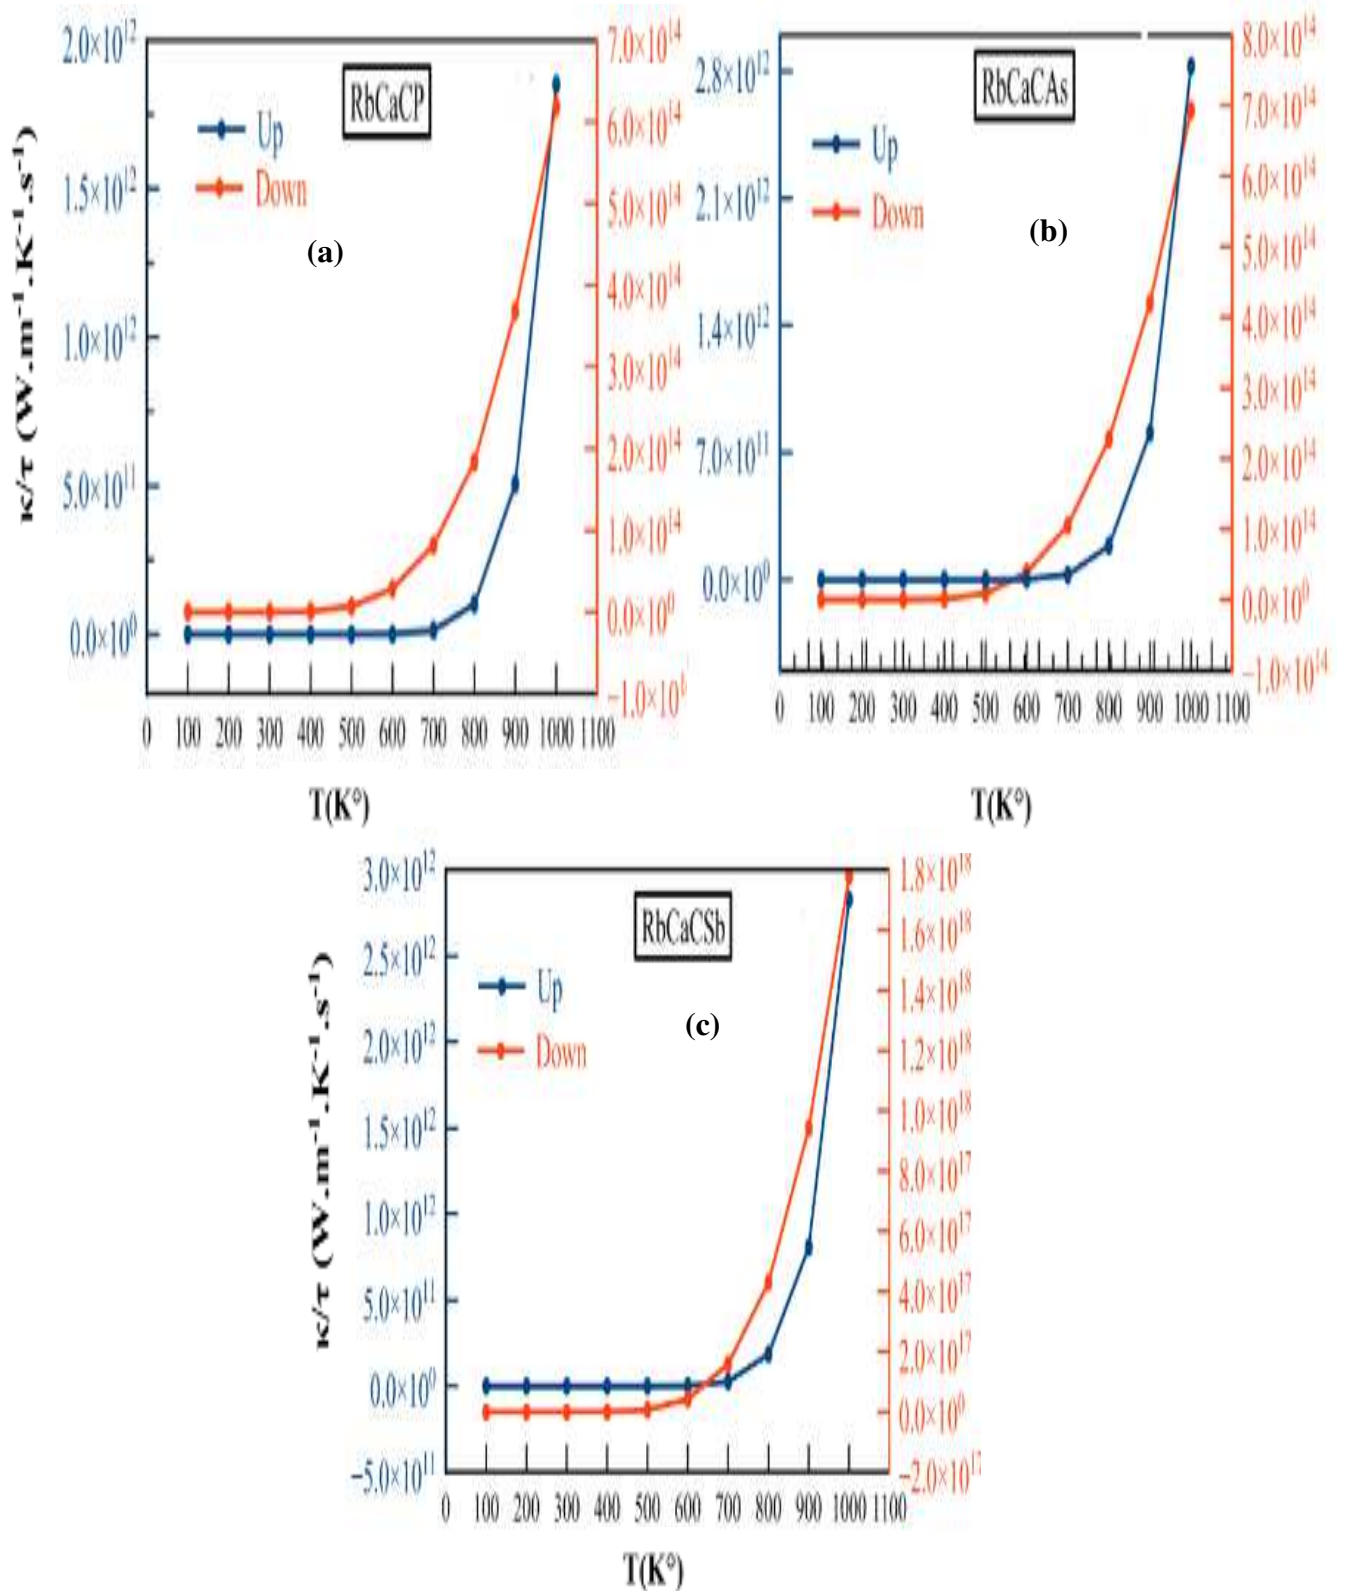 RbCaCP
Up
Down
(a)
κ/τ (W.m⁻¹.K⁻¹.s⁻¹)
2.0×10¹²
1.5×10¹²
1.0×10¹²
5.0×10¹¹
0.0×10⁰
7.0×10¹⁴
6.0×10¹⁴
5.0×10¹⁴
4.0×10¹⁴
3.0×10¹⁴
2.0×10¹⁴
1.0×10¹⁴
0.0×10⁰
0 100 200 300 400 500 600 700 800 900 1000 1100
T(K°)
RbCaCAs
Up
Down
(b)
2.8×10¹²
2.1×10¹²
1.4×10¹²
7.0×10¹¹
0.0×10⁰
8.0×10¹⁴
7.0×10¹⁴
6.0×10¹⁴
5.0×10¹⁴
4.0×10¹⁴
3.0×10¹⁴
2.0×10¹⁴
1.0×10¹⁴
0.0×10⁰
−1.0×10¹⁴
0 100 200 300 400 500 600 700 800 900 1000 1100
T(K°)
RbCaCSb
Up
Down
(c)
κ/τ (W.m⁻¹.K⁻¹.s⁻¹)
3.0×10¹²
2.5×10¹²
2.0×10¹²
1.5×10¹²
1.0×10¹²
5.0×10¹¹
0.0×10⁰
−5.0×10¹¹
1.8×10¹⁸
1.6×10¹⁸
1.4×10¹⁸
1.2×10¹⁸
1.0×10¹⁸
8.0×10¹⁷
6.0×10¹⁷
4.0×10¹⁷
2.0×10¹⁷
0.0×10⁰
−2.0×10¹⁷
0 100 200 300 400 500 600 700 800 900 1000 1100
T(K°)